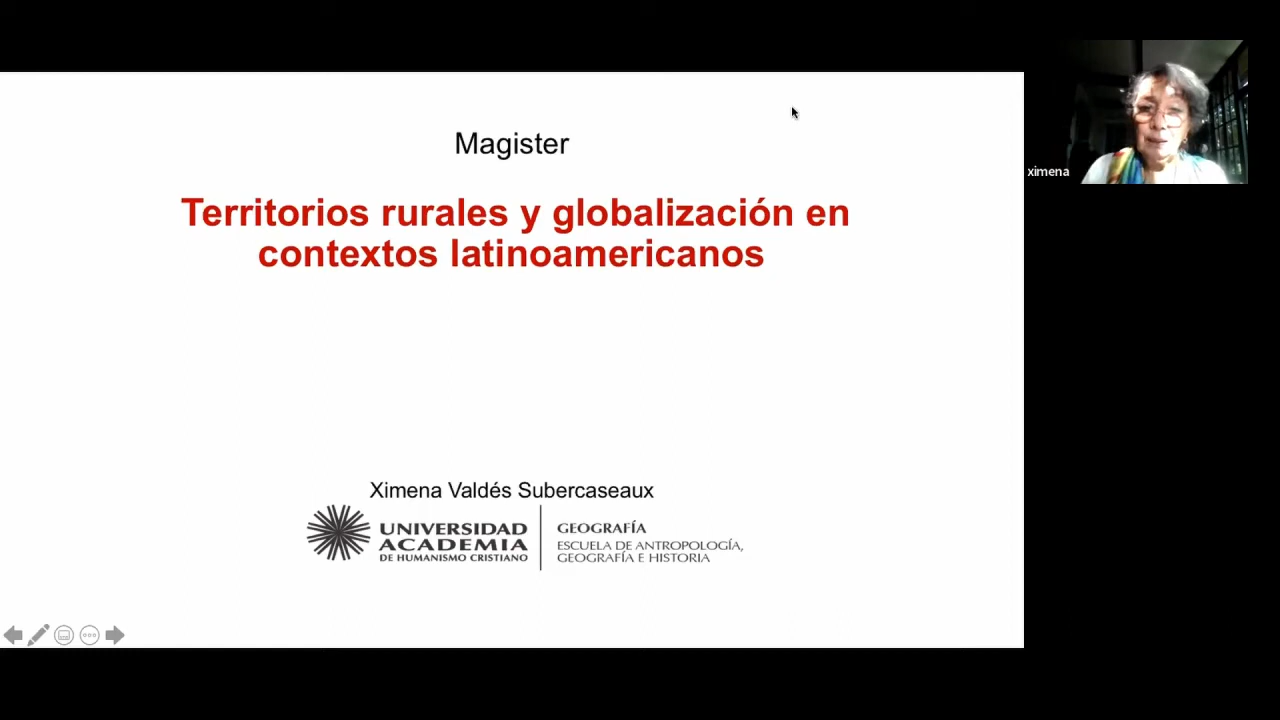 Magister
Territorios rurales y globalización en
contextos latinoamericanos
ximena
Ximena Valdés Subercaseaux
UNIVERSIDAD
ACADEMIA
DE HUMANISMO CRISTIANO
GEOGRAFÍA
ESCUELA DE ANTROPOLOGÍA,
GEOGRAFÍA E HISTORIA